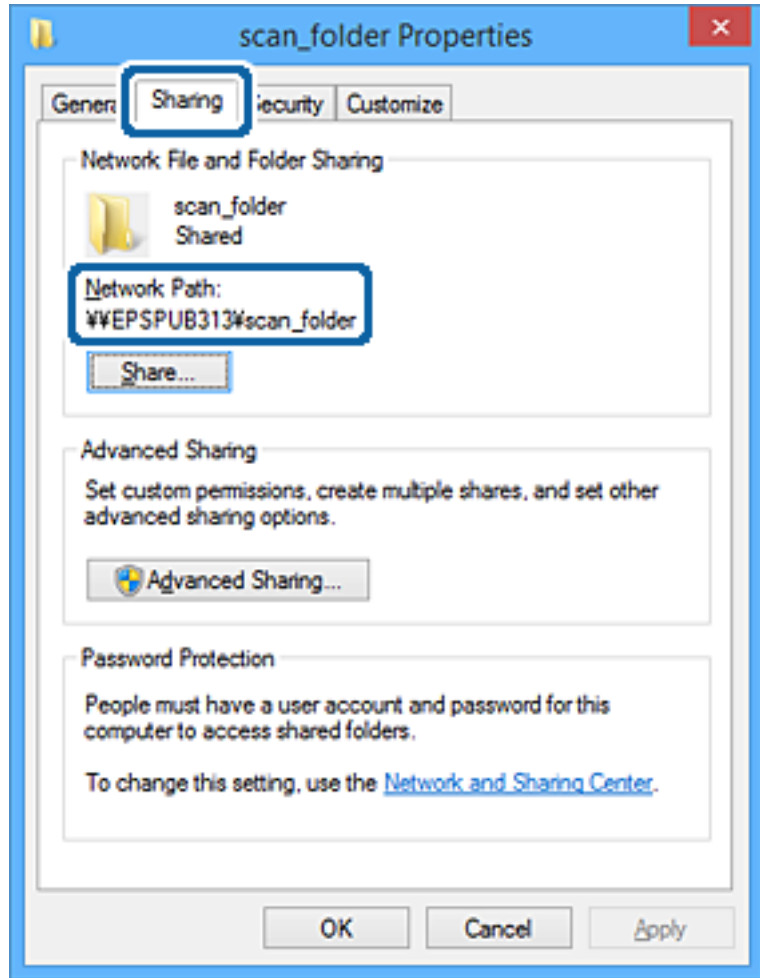 scan_folder Properties
Sharing
Customize
Network File and Folder Sharing
scan_folder
Shared
Network Path:
¥¥EPSPUB313¥scan_folder
Share...
Advanced Sharing
Set custom permissions, create multiple shares, and set other
advanced sharing options.
Advanced Sharing...
Password Protection
People must have a user account and password for this
computer to access shared folders.
To change this setting, use the Network and Sharing Center.
OK
Cancel
Apply